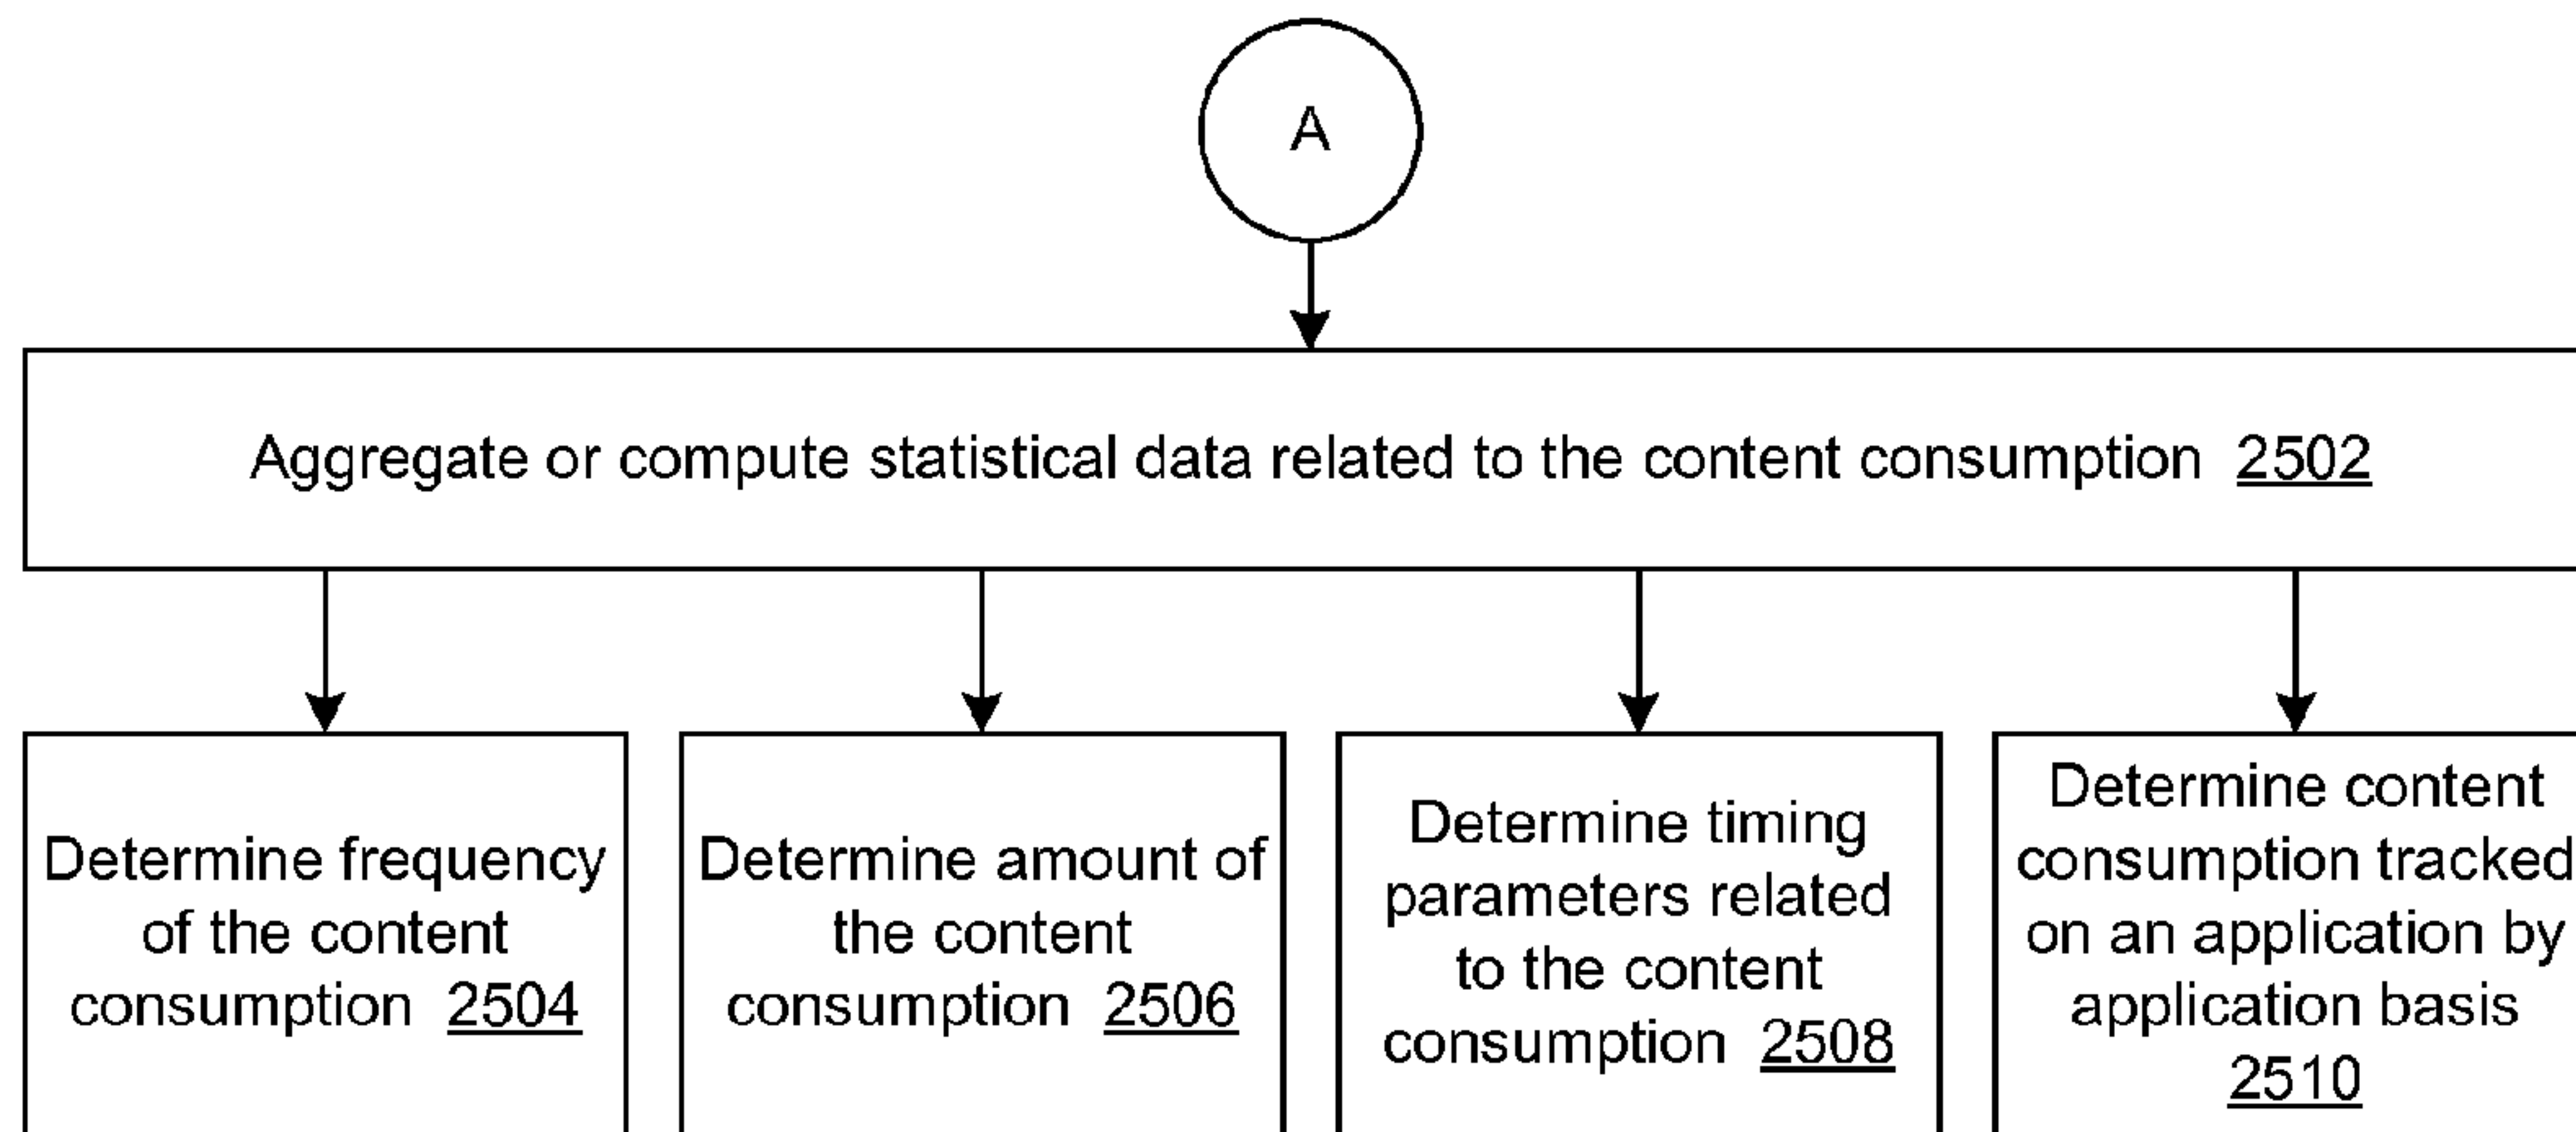 A
Aggregate or compute statistical data related to the content consumption 2502
Determine frequency
of the content
consumption 2504
Determine amount of
the content
consumption 2506
Determine timing
parameters related
to the content
consumption 2508
Determine content
consumption tracked
on an application by
application basis
2510